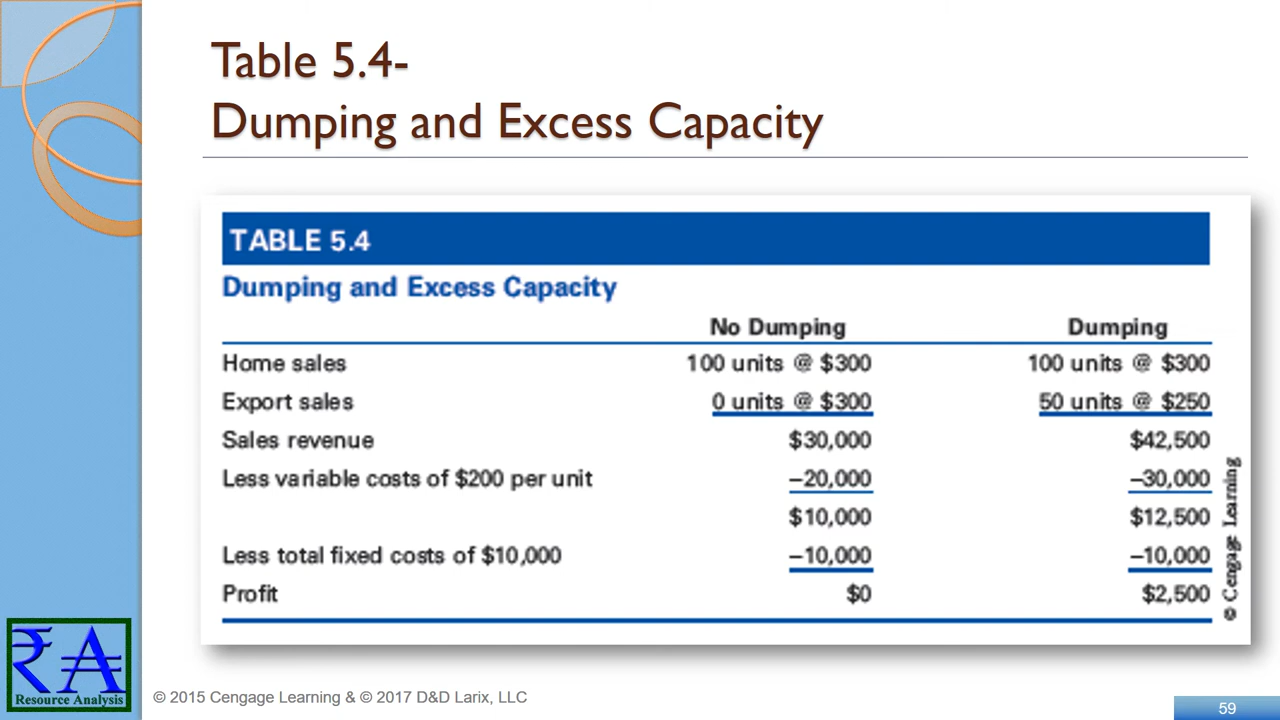 Table 5.4-
Dumping and Excess Capacity
TABLE 5.4
Dumping and Excess Capacity
No Dumping Dumping
Home sales 100 units @ $300 100 units @ $300
Export sales 0 units @ $300 50 units @ $250
Sales revenue $30,000 $42,500
Less variable costs of $200 per unit –20,000 –30,000
$10,000 $12,500
Less total fixed costs of $10,000 –10,000 –10,000
Profit $0 $2,500
© Cengage Learning
₹A
Resource Analysis
© 2015 Cengage Learning & © 2017 D&D Larix, LLC
59